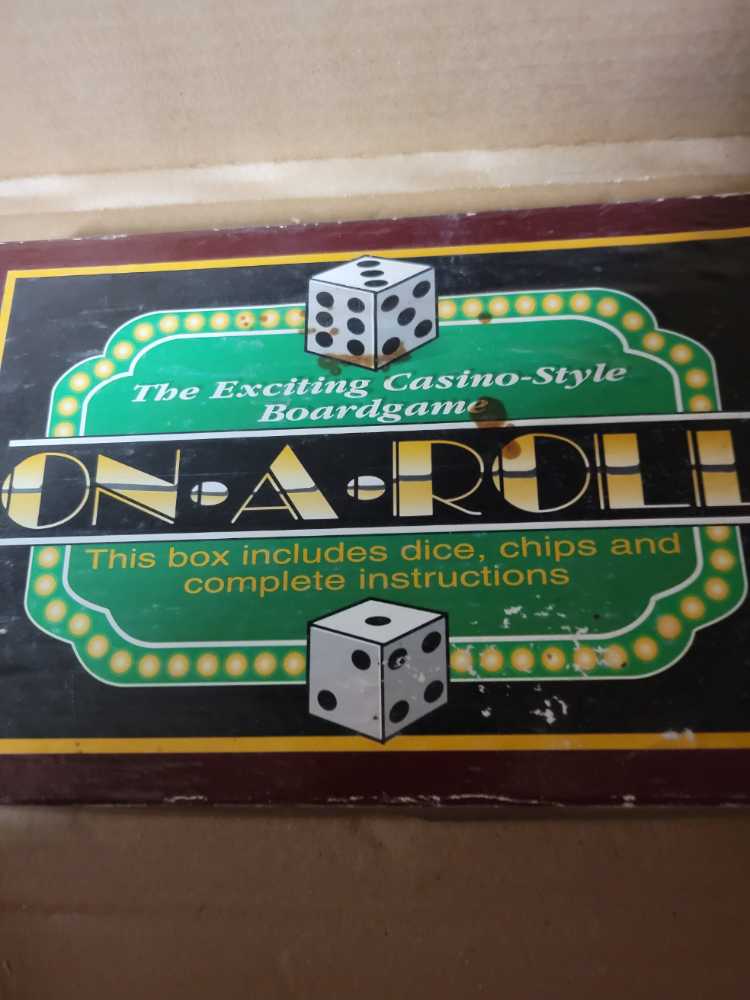 The Exciting Casino-Style
Boardgame
ON•A•ROLL
This box includes dice, chips and
complete instructions